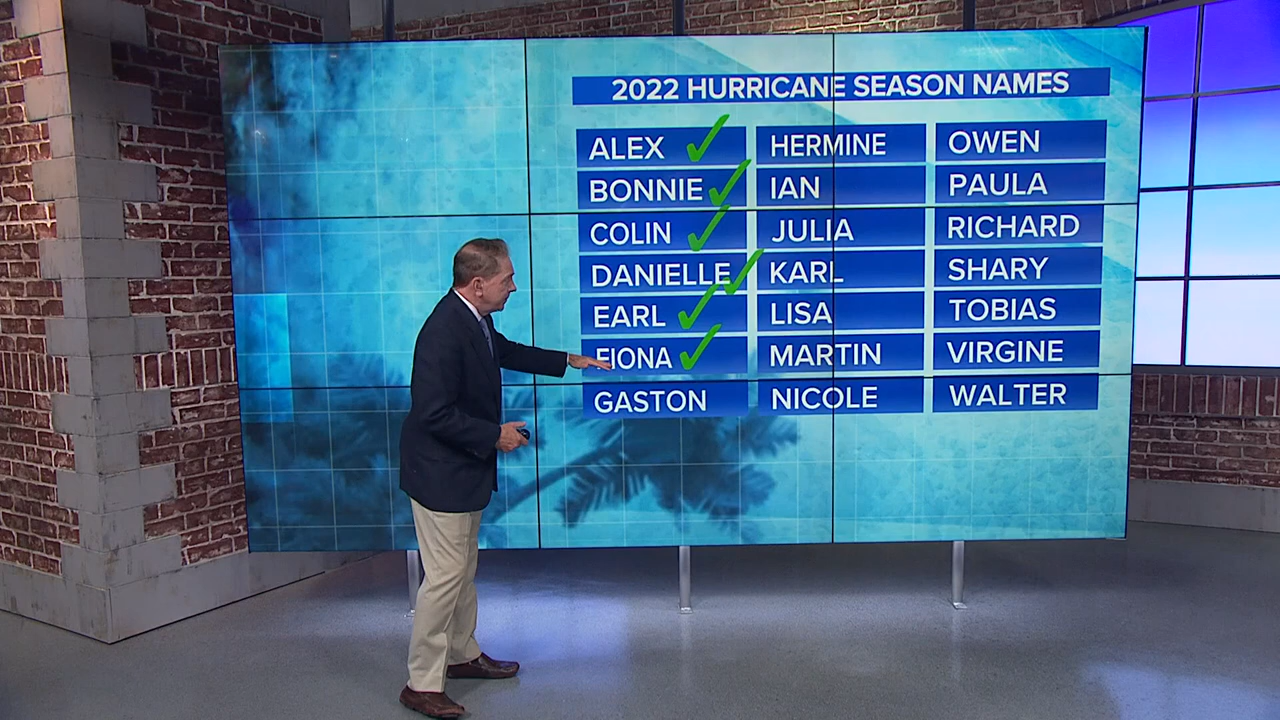 2022 HURRICANE SEASON NAMES
ALEX
BONNIE
COLIN
DANIELLE
EARL
FIONA
GASTON
HERMINE
IAN
JULIA
KARL
LISA
MARTIN
NICOLE
OWEN
PAULA
RICHARD
SHARY
TOBIAS
VIRGINE
WALTER